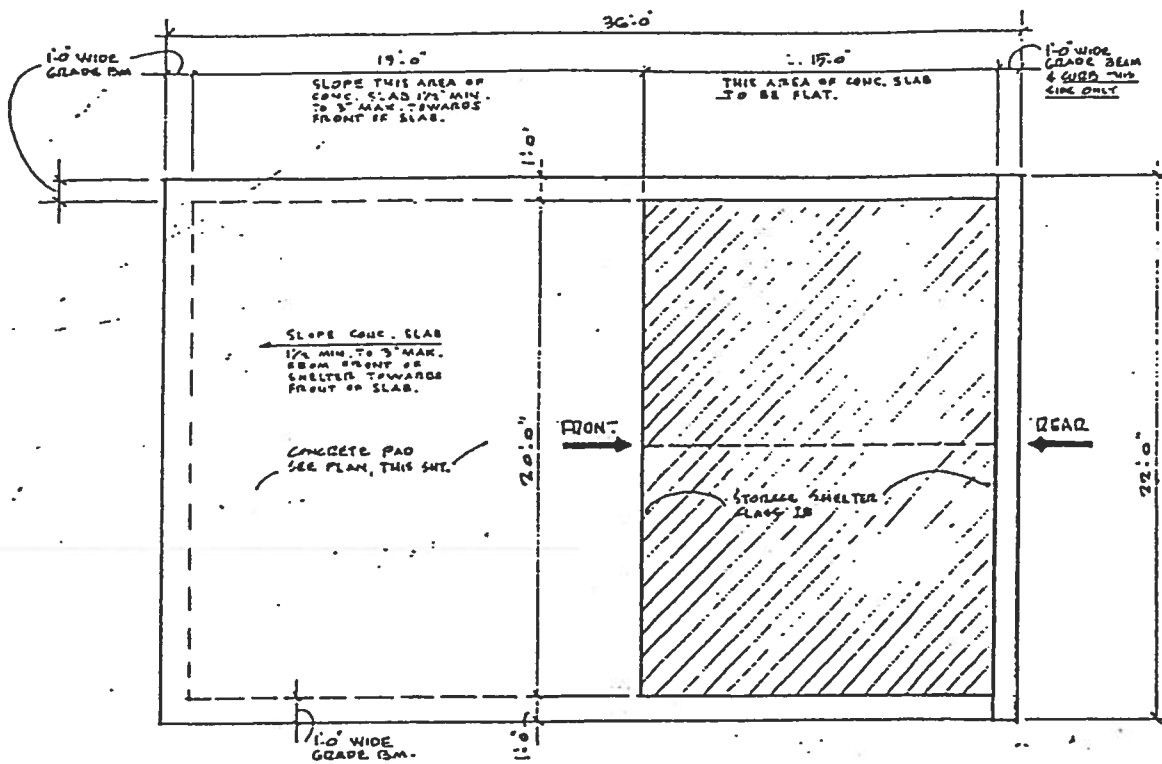 36'-0"
1'-0" WIDE
GRADE BM
19'-0"
SLOPE THIS AREA OF
CONC. SLAB 1½" MIN.
TO 3" MAX. TOWARDS
FRONT OF SLAB.
15'-0"
THIS AREA OF CONC. SLAB
TO BE FLAT.
1'-0" WIDE
GRADE BEAM
& CURB THIS
SIDE ONLY
1'-0"
SLOPE CONC. SLAB
1½ MIN. TO 3" MAX.
FROM FRONT OF
SHELTER TOWARDS
FRONT OF SLAB.
CONCRETE PAD
SEE PLAN, THIS SHT.
20'-0"
FRONT
REAR
STORAGE SHELTER
CLASS IB
22'-0"
1'-0" WIDE
GRADE BM.
1'-0"